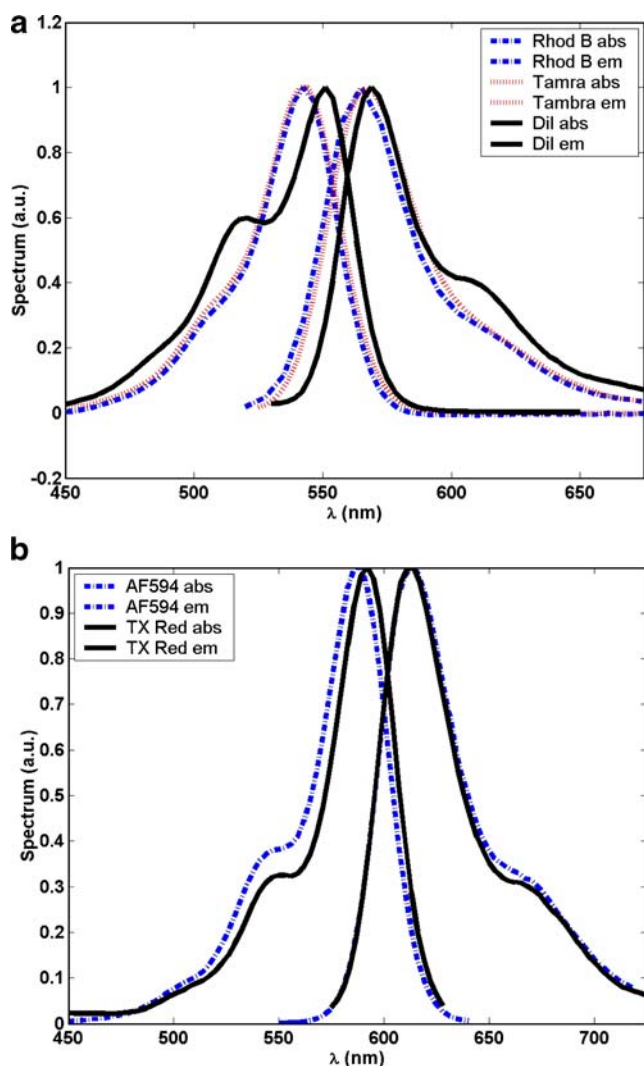 a
1.2
1
0.8
0.6
0.4
0.2
0
-0.2
Spectrum (a.u.)
Rhod B abs
Rhod B em
Tamra abs
Tambra em
DiI abs
DiI em
450 500 550 600 650
λ (nm)
b
1
0.9
0.8
0.7
0.6
0.5
0.4
0.3
0.2
0.1
0
Spectrum (a.u.)
AF594 abs
AF594 em
TX Red abs
TX Red em
450 500 550 600 650 700
λ (nm)